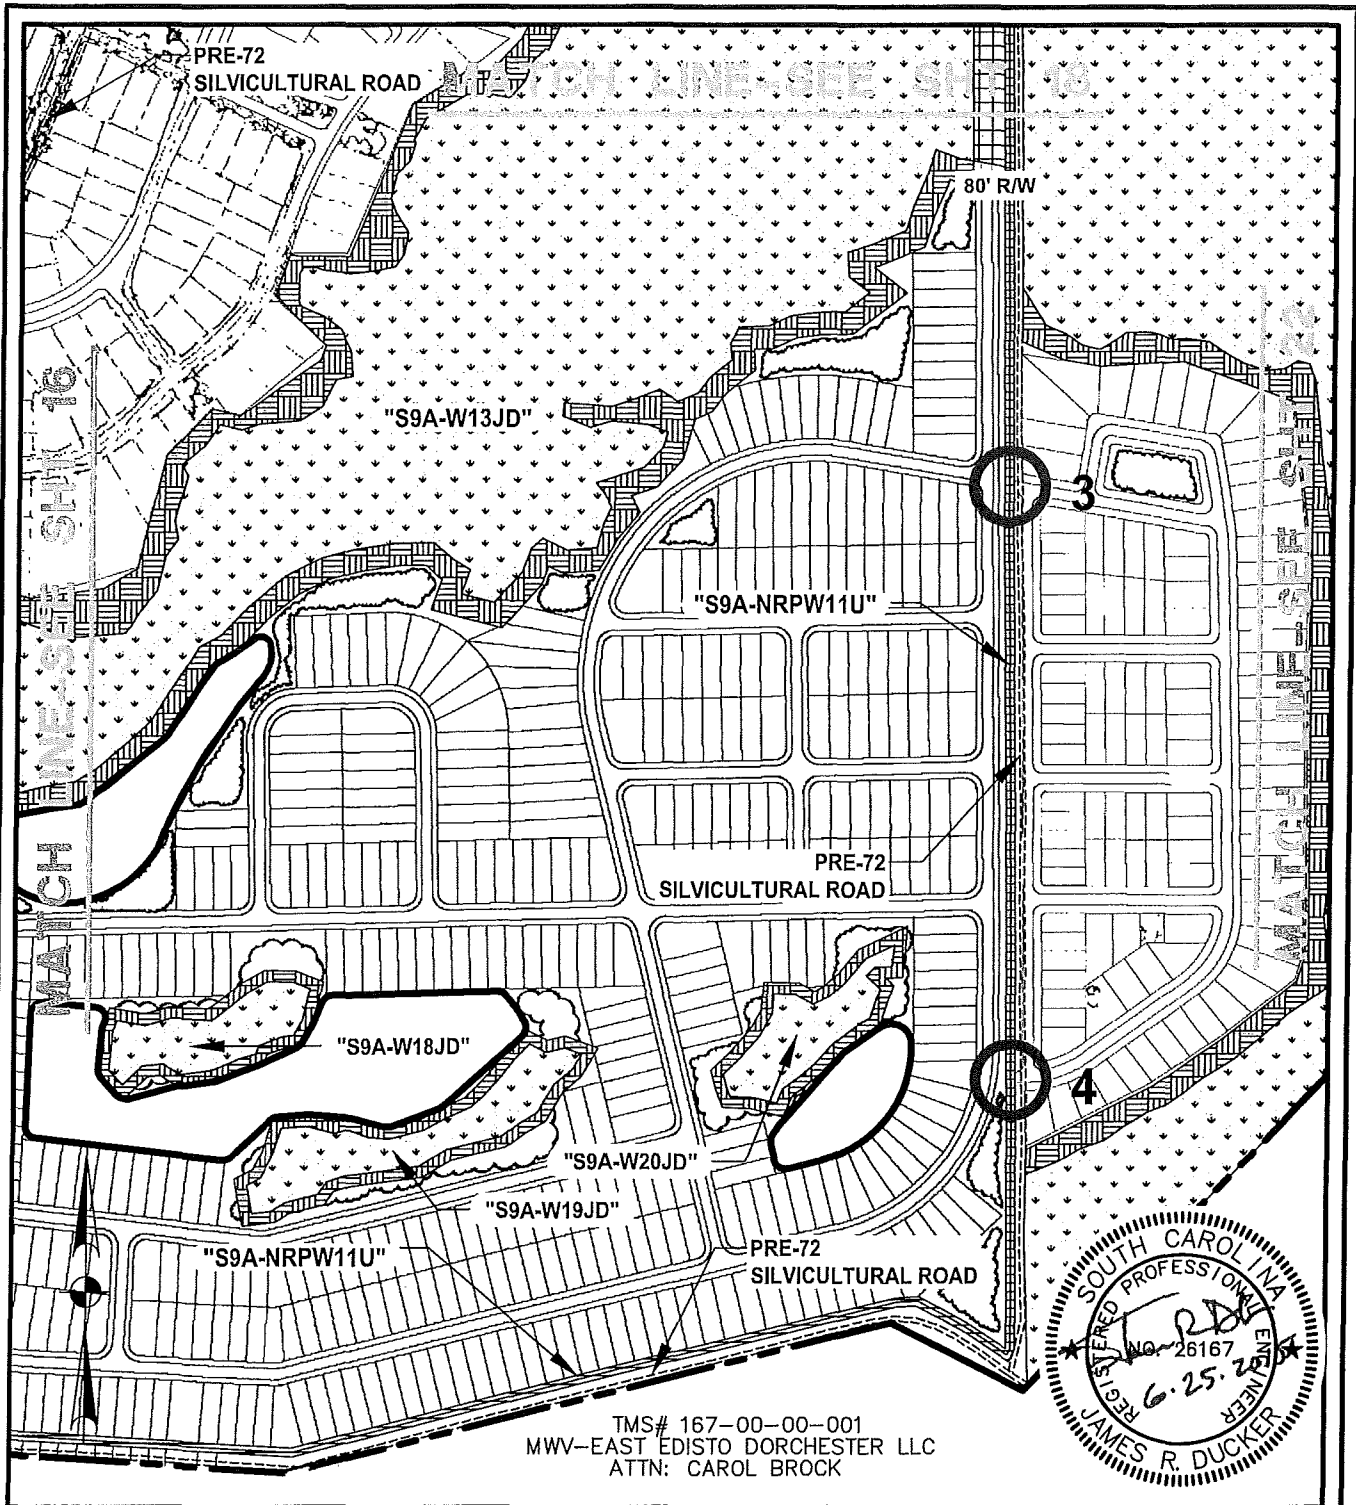 PRE-72
SILVICULTURAL ROAD
MATCH LINE-SEE SHT 18
80' R/W
MATCH LINE-SEE SHT 16
MATCH LINE-SEE SHT 22
"S9A-W13JD"
3
"S9A-NRPW11U"
PRE-72
SILVICULTURAL ROAD
"S9A-W18JD"
4
"S9A-W20JD"
"S9A-W19JD"
"S9A-NRPW11U"
PRE-72
SILVICULTURAL ROAD
SOUTH CAROLINA
REGISTERED PROFESSIONAL ENGINEER
NO. 26167
6.25.20
JAMES R. DUCKER
TMS# 167-00-00-001
MWV-EAST EDISTO DORCHESTER LLC
ATTN: CAROL BROCK